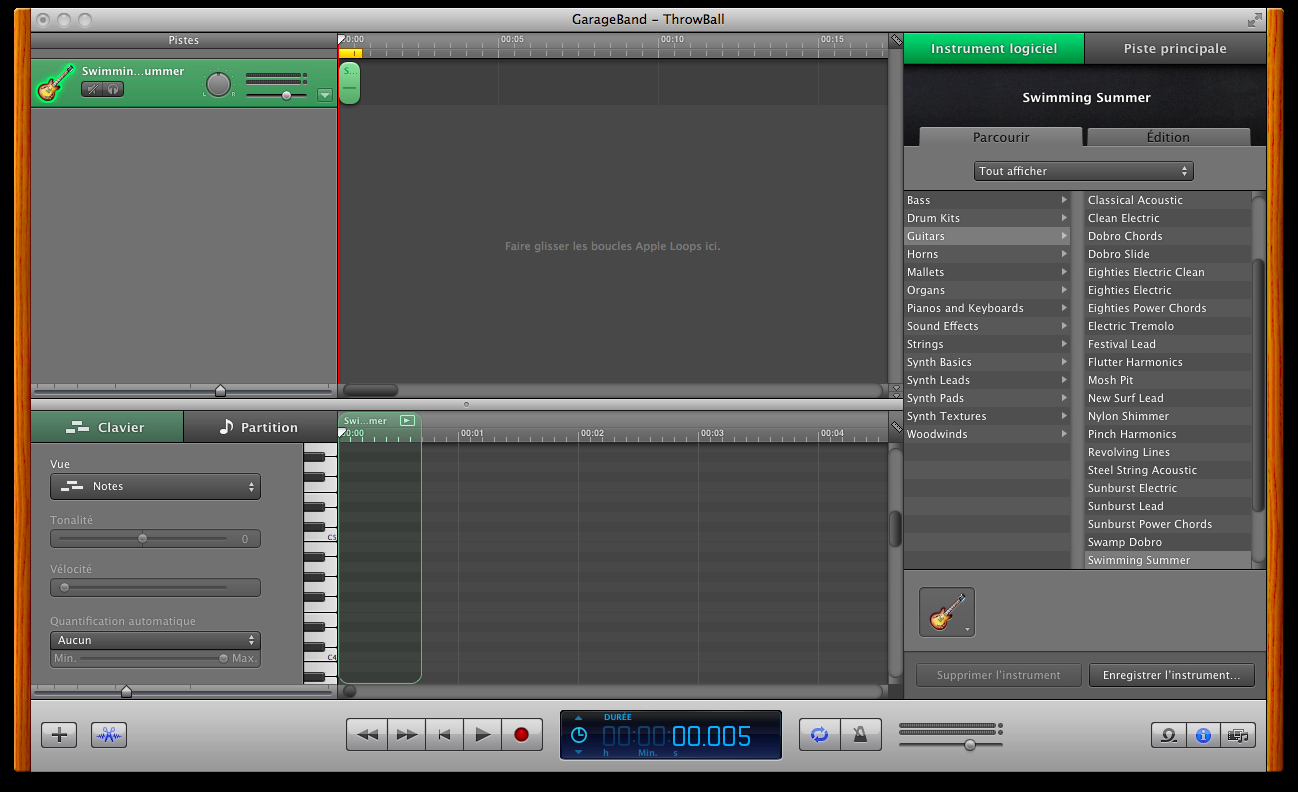 GarageBand – ThrowBall
Pistes
0:00 00:05 00:10 00:15
Instrument logiciel
Piste principale
Swimmin...ummer
L R
S...
Swimming Summer
Parcourir
Édition
Tout afficher
Faire glisser les boucles Apple Loops ici.
Bass
Drum Kits
Guitars
Horns
Mallets
Organs
Pianos and Keyboards
Sound Effects
Strings
Synth Basics
Synth Leads
Synth Pads
Synth Textures
Woodwinds
Classical Acoustic
Clean Electric
Dobro Chords
Dobro Slide
Eighties Electric Clean
Eighties Electric
Eighties Power Chords
Electric Tremolo
Festival Lead
Flutter Harmonics
Mosh Pit
New Surf Lead
Nylon Shimmer
Pinch Harmonics
Revolving Lines
Steel String Acoustic
Sunburst Electric
Sunburst Lead
Sunburst Power Chords
Swamp Dobro
Swimming Summer
Clavier
Partition
Swi...mer
0:00 00:01 00:02 00:03 00:04
Vue
Notes
Tonalité
0
Vélocité
Quantification automatique
Aucun
Min. Max.
C5
C4
Supprimer l'instrument
Enregistrer l'instrument...
DURÉE
00:00:00.005
h Min. s